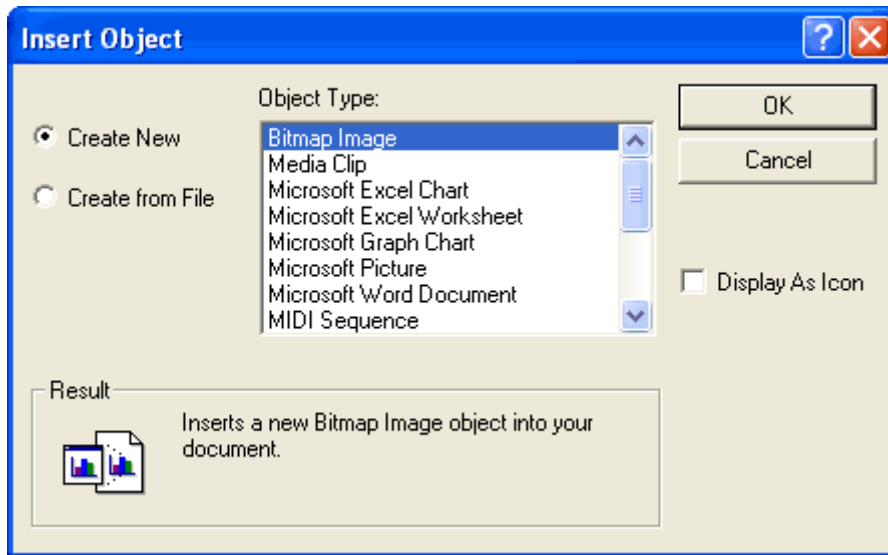 Insert Object
Object Type:
Create New
Create from File
Bitmap Image
Media Clip
Microsoft Excel Chart
Microsoft Excel Worksheet
Microsoft Graph Chart
Microsoft Picture
Microsoft Word Document
MIDI Sequence
OK
Cancel
Display As Icon
Result
Inserts a new Bitmap Image object into your
document.